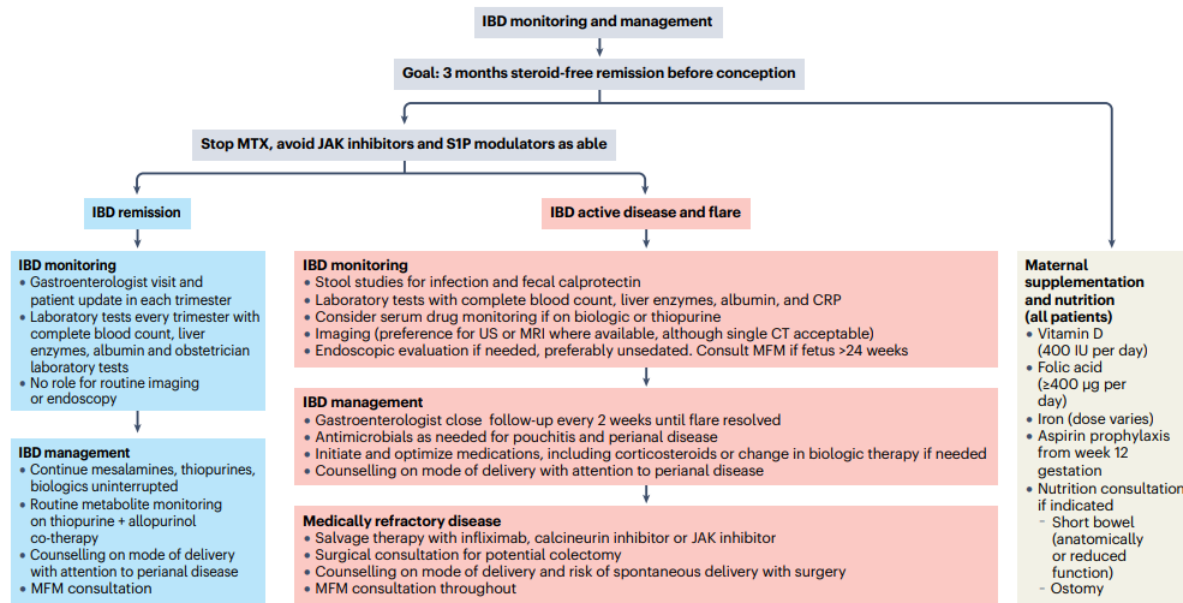 IBD monitoring and management
Goal: 3 months steroid-free remission before conception
Stop MTX, avoid JAK inhibitors and S1P modulators as able
IBD remission
IBD monitoring
• Gastroenterologist visit and
patient update in each trimester
• Laboratory tests every trimester with
complete blood count, liver
enzymes, albumin and obstetrician
laboratory tests
• No role for routine imaging
or endoscopy
IBD management
• Continue mesalamines, thiopurines,
biologics uninterrupted
• Routine metabolite monitoring
on thiopurine + allopurinol
co-therapy
• Counselling on mode of delivery
with attention to perianal disease
• MFM consultation
IBD active disease and flare
IBD monitoring
• Stool studies for infection and fecal calprotectin
• Laboratory tests with complete blood count, liver enzymes, albumin, and CRP
• Consider serum drug monitoring if on biologic or thiopurine
• Imaging (preference for US or MRI where available, although single CT acceptable)
• Endoscopic evaluation if needed, preferably unsedated. Consult MFM if fetus >24 weeks
IBD management
• Gastroenterologist close follow-up every 2 weeks until flare resolved
• Antimicrobials as needed for pouchitis and perianal disease
• Initiate and optimize medications, including corticosteroids or change in biologic therapy if needed
• Counselling on mode of delivery with attention to perianal disease
Medically refractory disease
• Salvage therapy with infliximab, calcineurin inhibitor or JAK inhibitor
• Surgical consultation for potential colectomy
• Counselling on mode of delivery and risk of spontaneous delivery with surgery
• MFM consultation throughout
Maternal
supplementation
and nutrition
(all patients)
• Vitamin D
(400 IU per day)
• Folic acid
(≥400 μg per
day)
• Iron (dose varies)
• Aspirin prophylaxis
from week 12
gestation
• Nutrition consultation
if indicated
- Short bowel
(anatomically
or reduced
function)
- Ostomy